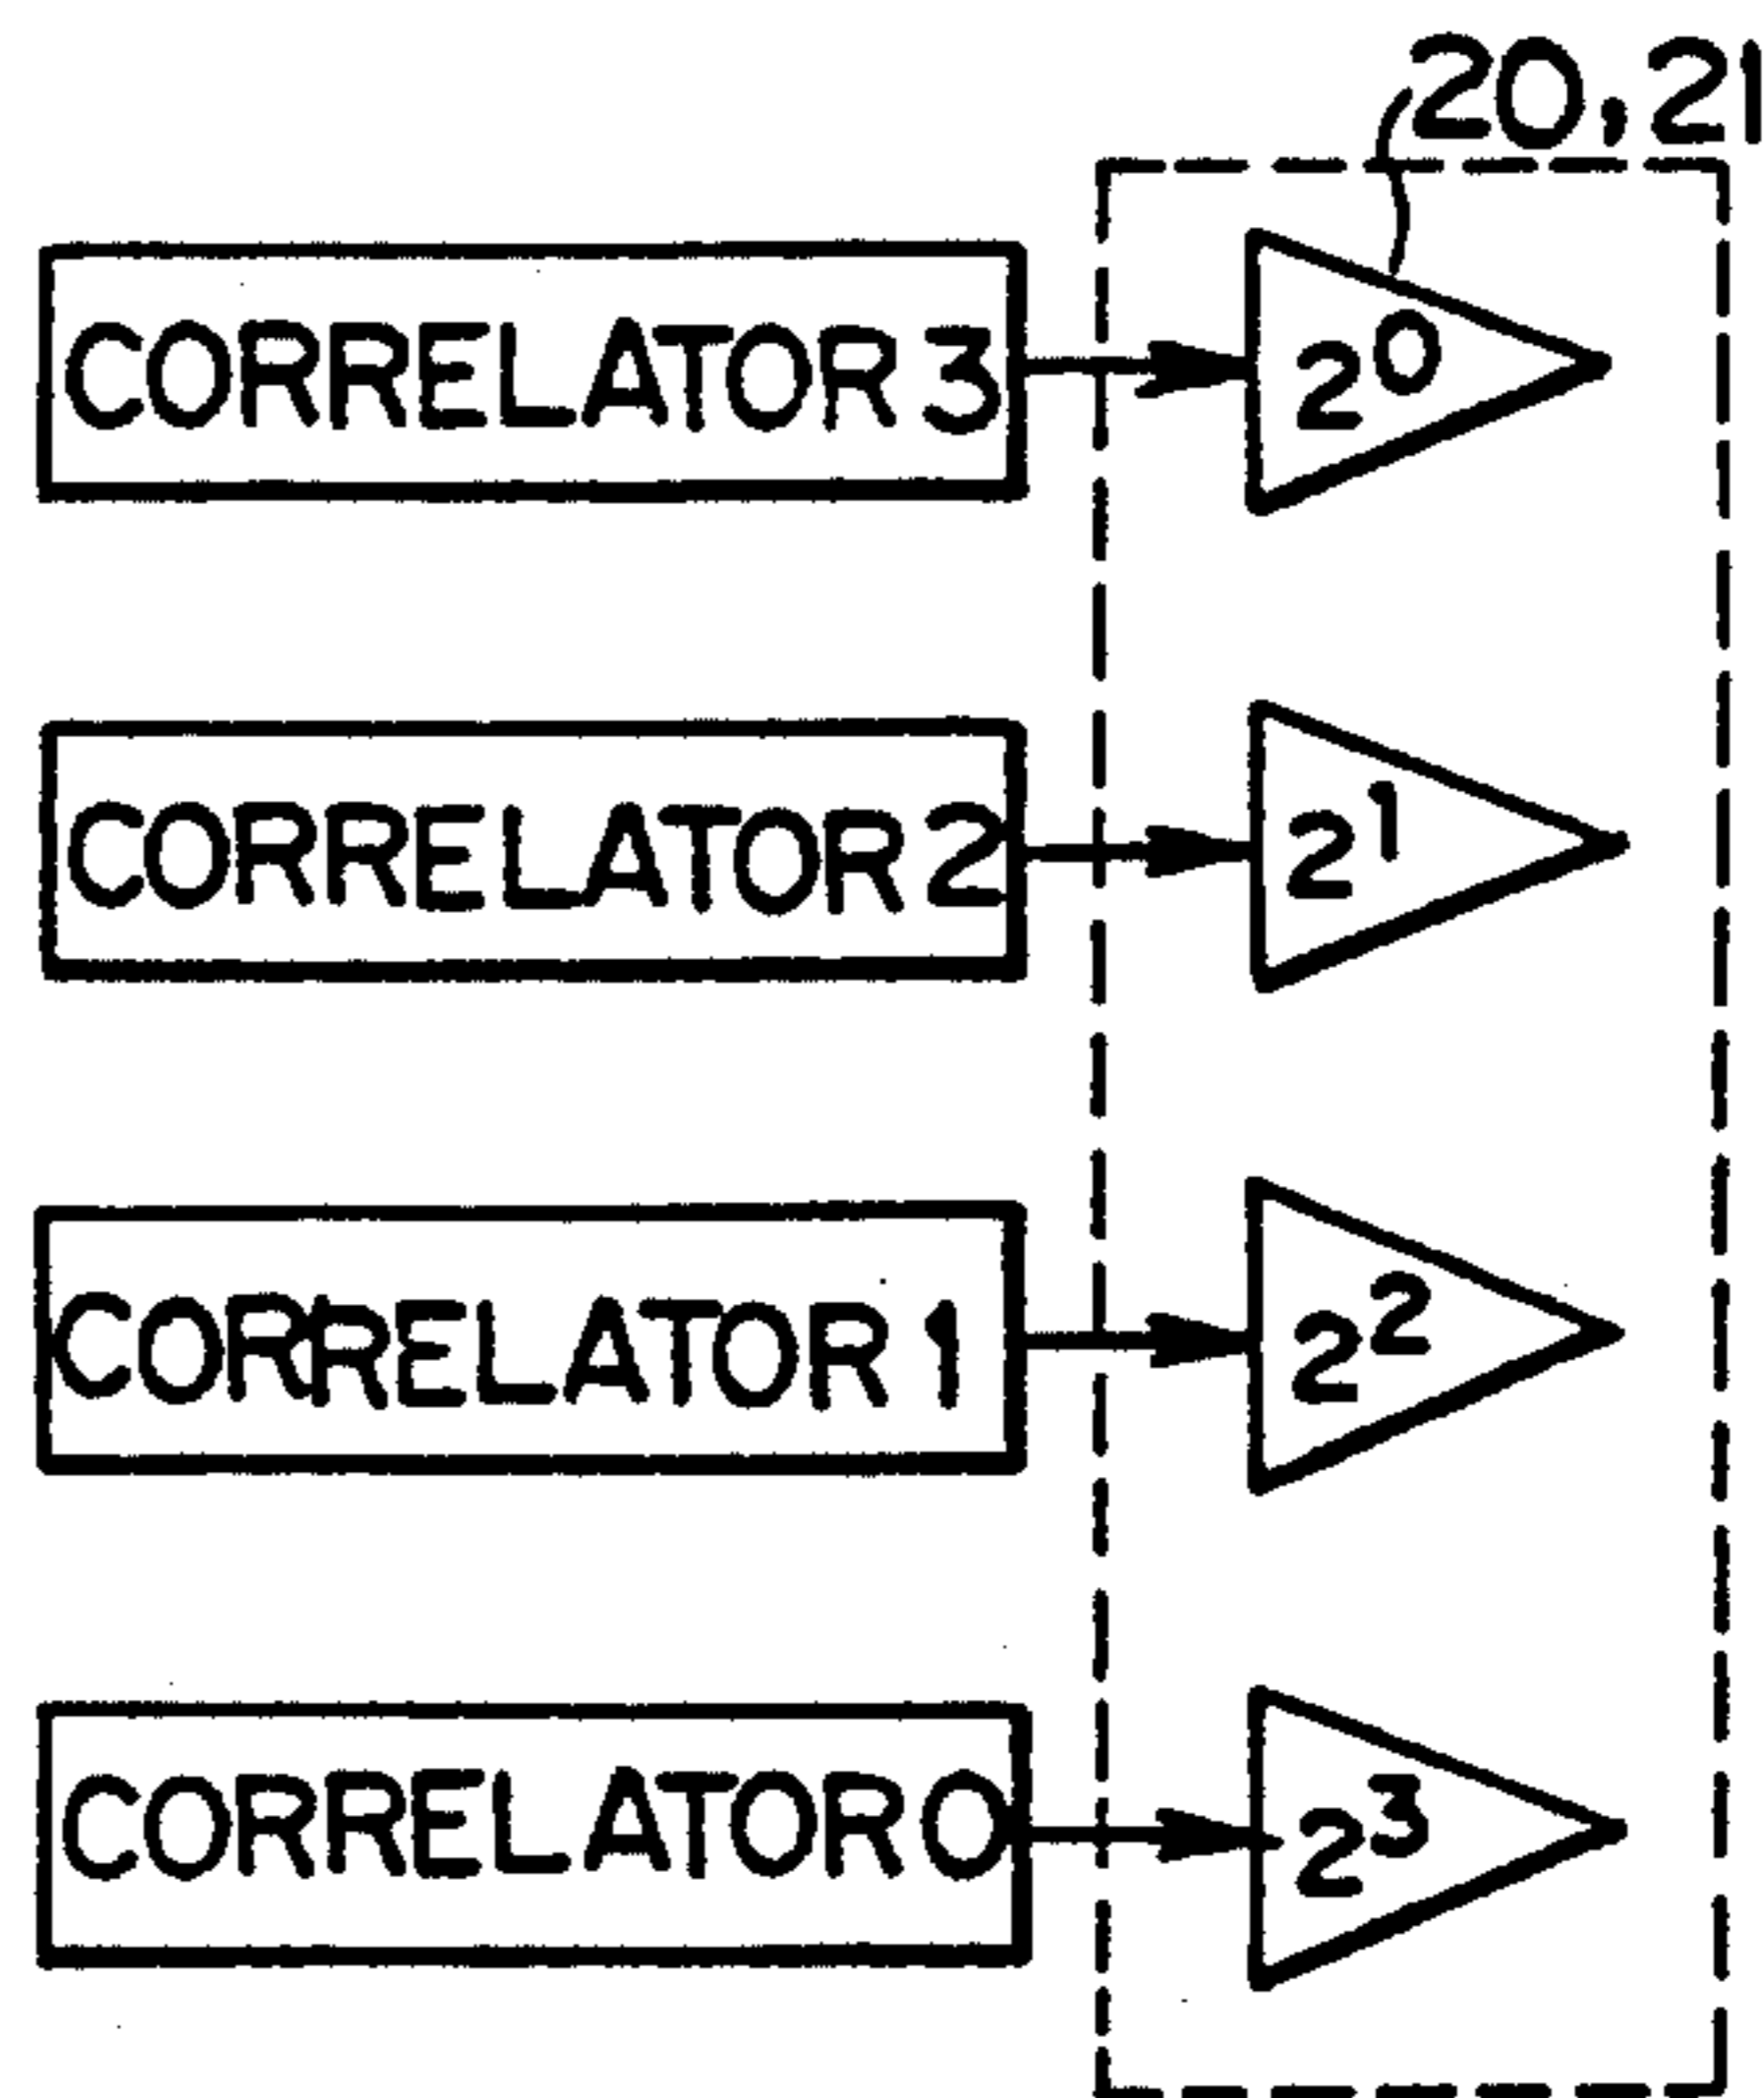 20,21
CORRELATOR 3
2⁰
CORRELATOR 2
2¹
CORRELATOR 1
2²
CORRELATOR 0
2³